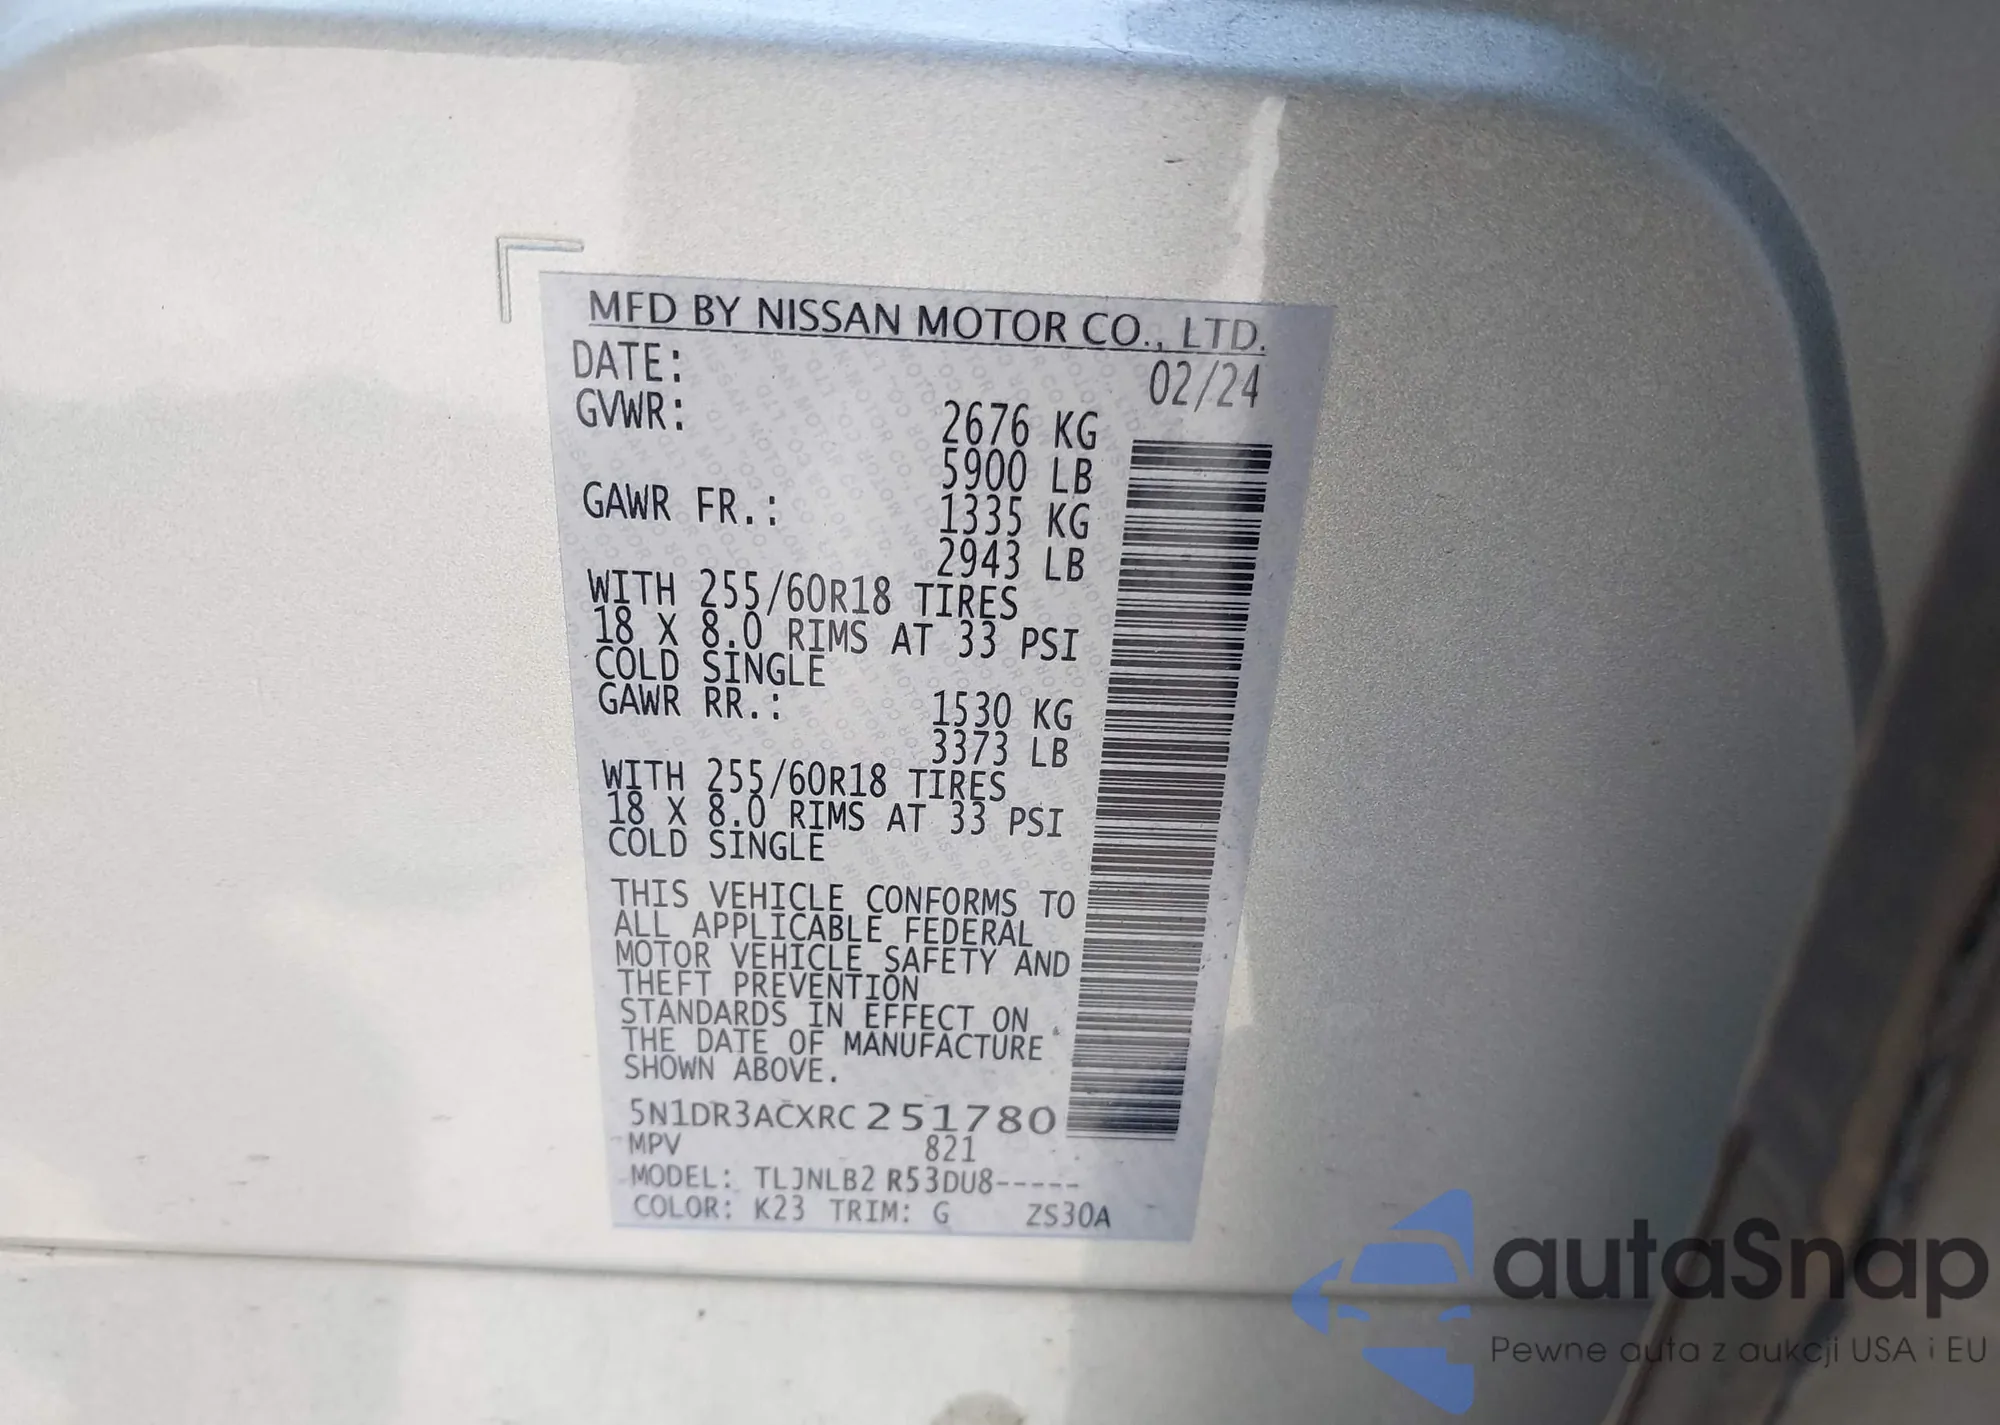 MFD BY NISSAN MOTOR CO., LTD.
DATE: 02/24
GVWR: 2676 KG
5900 LB
GAWR FR.: 1335 KG
2943 LB
WITH 255/60R18 TIRES
18 X 8.0 RIMS AT 33 PSI
COLD SINGLE
GAWR RR.: 1530 KG
3373 LB
WITH 255/60R18 TIRES
18 X 8.0 RIMS AT 33 PSI
COLD SINGLE
THIS VEHICLE CONFORMS TO
ALL APPLICABLE FEDERAL
MOTOR VEHICLE SAFETY AND
THEFT PREVENTION
STANDARDS IN EFFECT ON
THE DATE OF MANUFACTURE
SHOWN ABOVE.
5N1DR3ACXRC251780
MPV 821
MODEL: TLJNLB2 R53DU8-----
COLOR: K23 TRIM: G ZS30A
autaSnap
Pewne auta z aukcji USA i EU